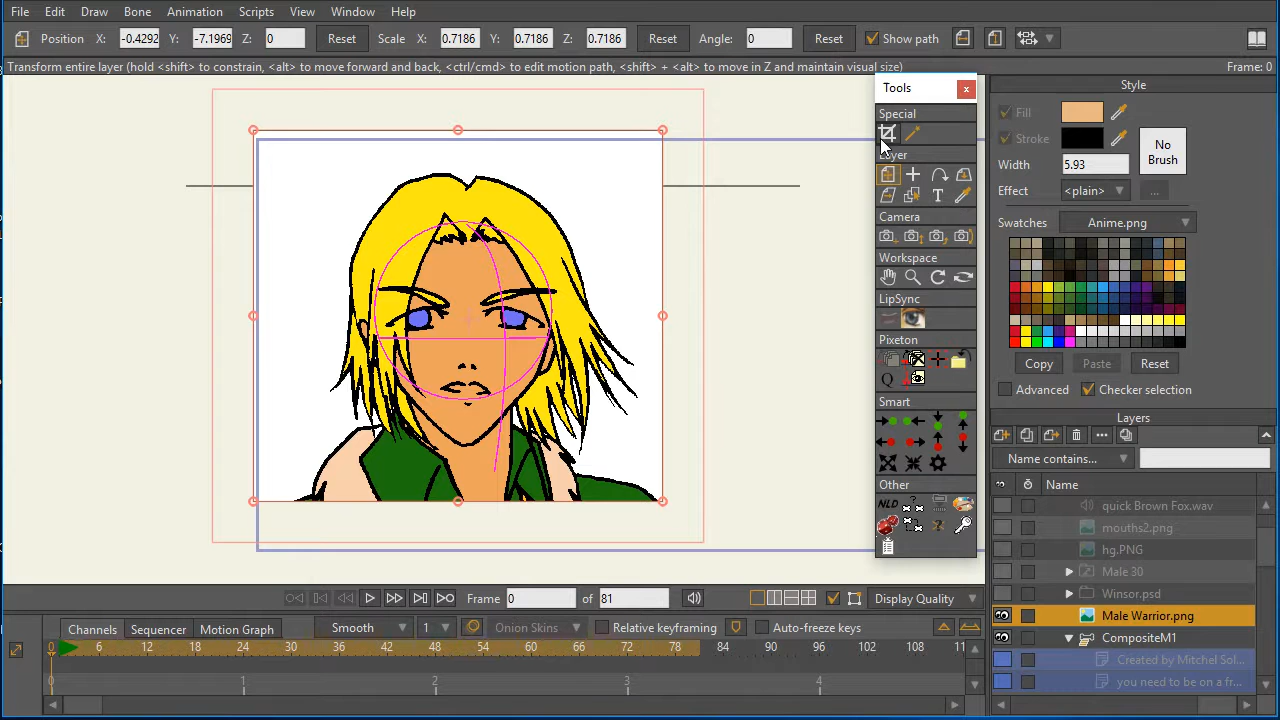 File Edit Draw Bone Animation Scripts View Window Help
Position X: -0.4292 Y: -7.1969 Z: 0 Reset Scale X: 0.7186 Y: 0.7186 Z: 0.7186 Reset Angle: 0 Reset Show path
Transform entire layer (hold <shift> to constrain, <alt> to move forward and back, <ctrl/cmd> to edit motion path, <shift> + <alt> to move in Z and maintain visual size) Frame: 0
Tools x
Special
Layer
T
Camera
Workspace
LipSync
Pixeton
Q
Smart
Other
NLD
Style
Fill
Stroke
No
Brush
Width 5.93
Effect <plain> ...
Swatches Anime.png
Copy Paste Reset
Advanced Checker selection
Layers
Name contains...
Name
quick Brown Fox.wav
mouths2.png
hg.PNG
Male 30
Winsor.psd
Male Warrior.png
CompositeM1
Created by Mitchel Sol...
you need to be on a fr...
Frame 0 of 81 Display Quality
Channels Sequencer Motion Graph Smooth 1 Onion Skins Relative keyframing Auto-freeze keys
0 6 12 18 24 30 36 42 48 54 60 66 72 78 84 90 96 102 108 11
0 1 2 3 4